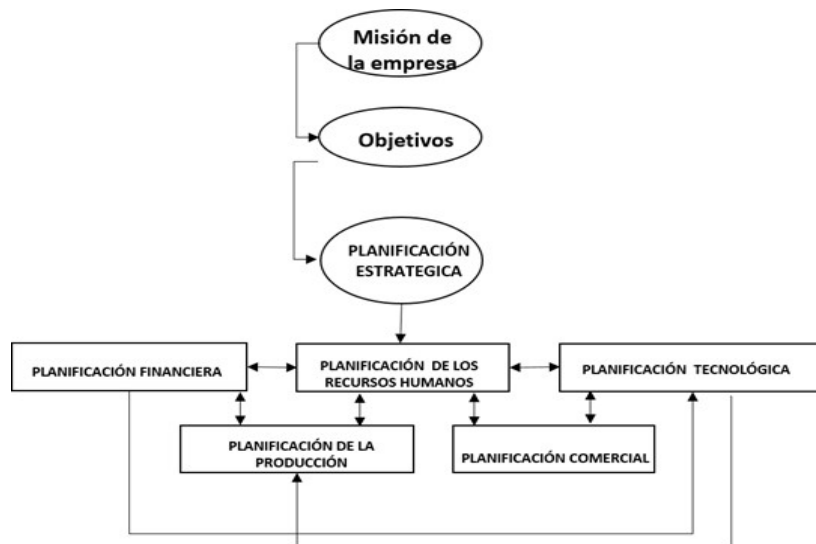 Misión de
la empresa
Objetivos
PLANIFICACIÓN
ESTRATEGICA
PLANIFICACIÓN FINANCIERA
PLANIFICACIÓN DE LOS
RECURSOS HUMANOS
PLANIFICACIÓN TECNOLÓGICA
PLANIFICACIÓN DE LA
PRODUCCIÓN
PLANIFICACIÓN COMERCIAL